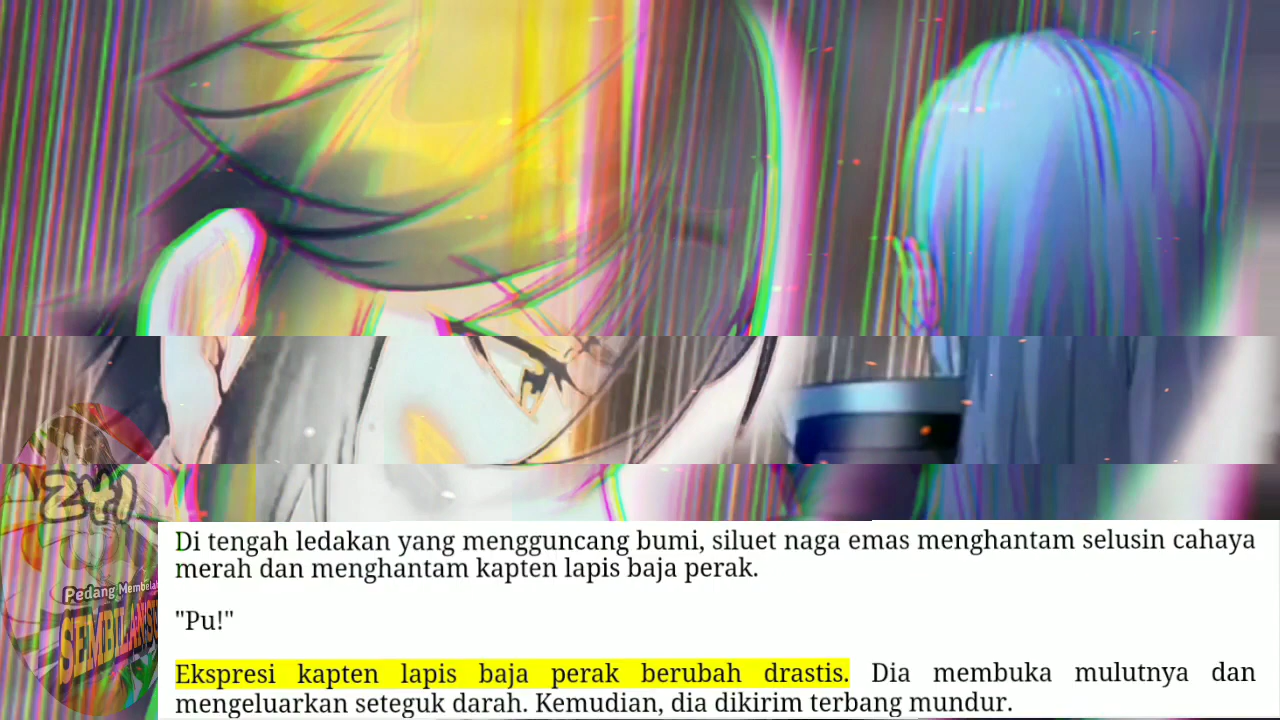 ZYI
Pedang Membelah
SEMBILAN SU
Di tengah ledakan yang mengguncang bumi, siluet naga emas menghantam selusin cahaya
merah dan menghantam kapten lapis baja perak.
"Pu!"
Ekspresi kapten lapis baja perak berubah drastis. Dia membuka mulutnya dan
mengeluarkan seteguk darah. Kemudian, dia dikirim terbang mundur.